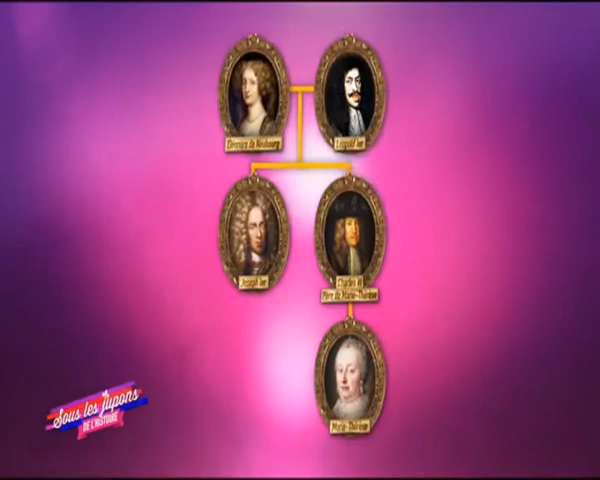 Eléonore de Neubourg
Léopold Ier
Joseph Ier
Charles VI
Père de Marie-Thérèse
Marie-Thérèse
Sous les jupons
DE L'HISTOIRE